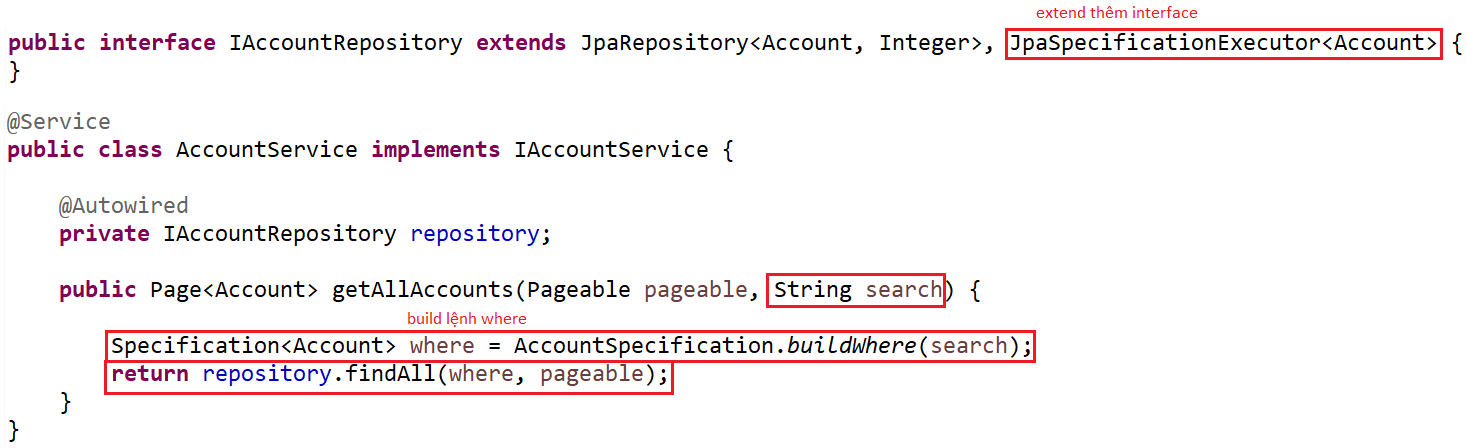 extend thêm interface
public interface IAccountRepository extends JpaRepository<Account, Integer>, JpaSpecificationExecutor<Account> {
}
@Service
public class AccountService implements IAccountService {
@Autowired
private IAccountRepository repository;
public Page<Account> getAllAccounts(Pageable pageable, String search) {
build lệnh where
Specification<Account> where = AccountSpecification.buildWhere(search);
return repository.findAll(where, pageable);
}
}